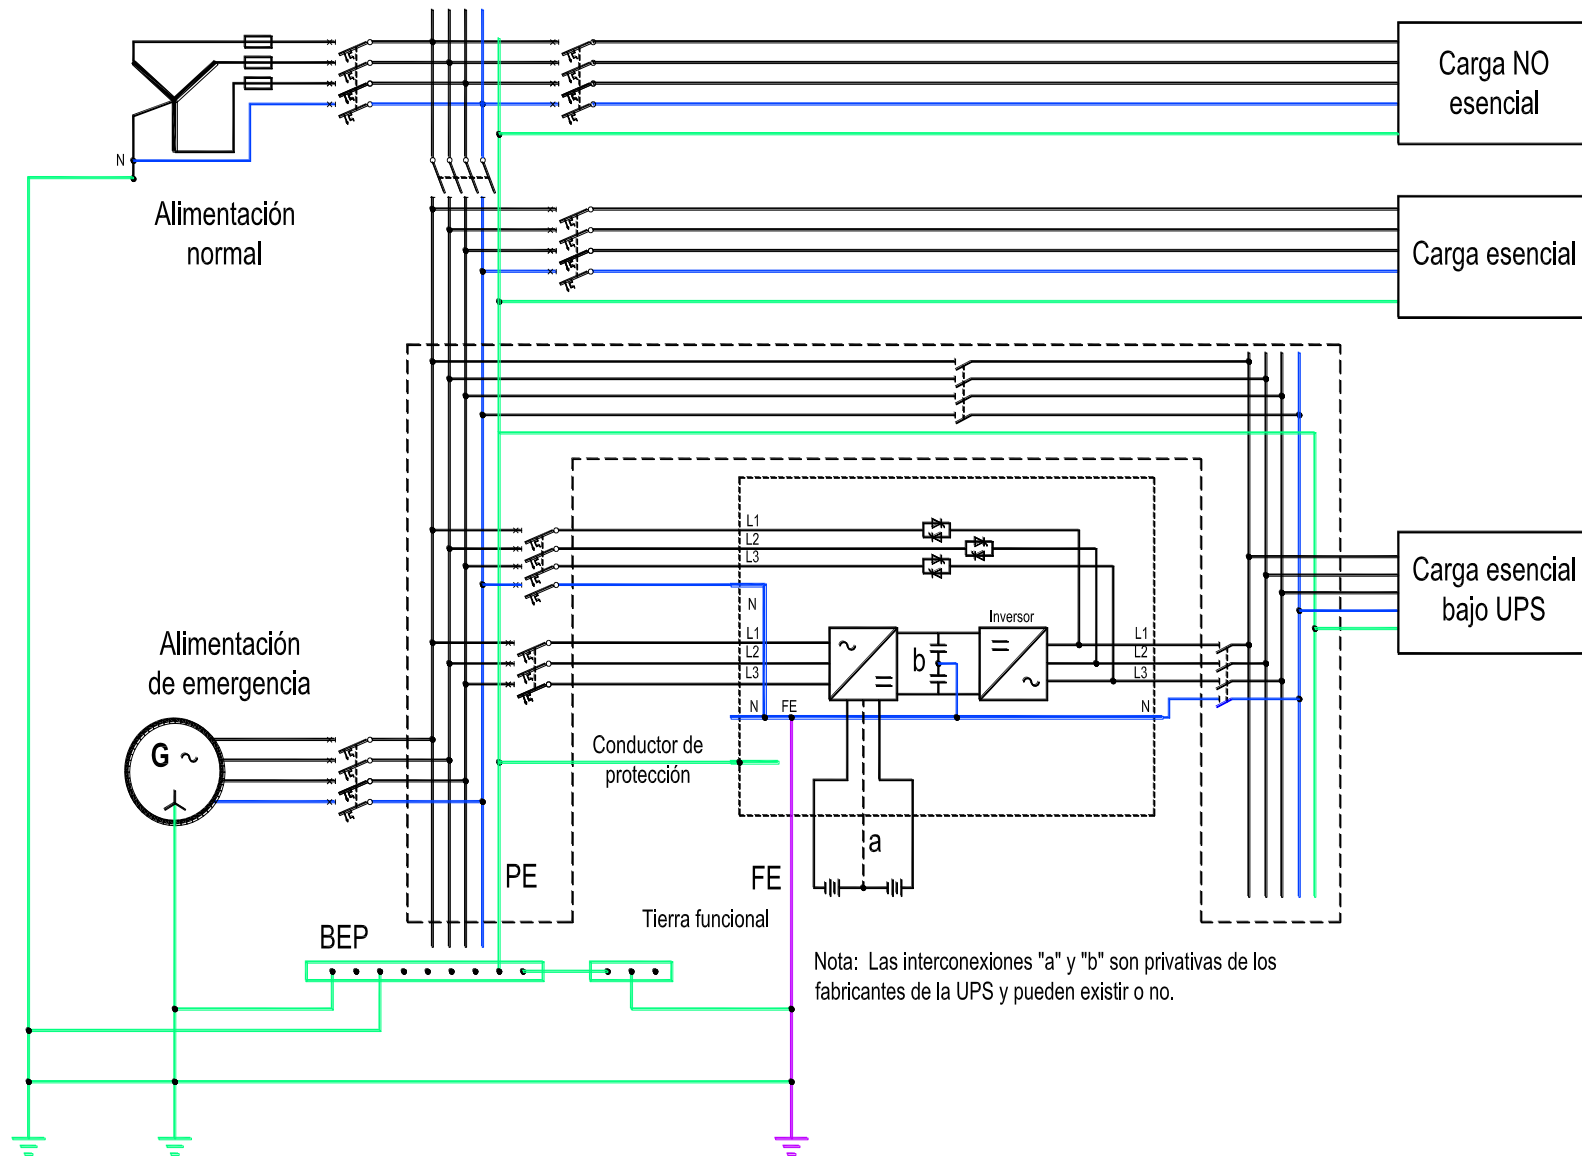 Carga NO
esencial
N
Alimentación
normal
Carga esencial
L1
L2
L3
N
Inversor
Carga esencial
bajo UPS
Alimentación
de emergencia
L1
L2
L3
b
L1
L2
L3
N
FE
N
G
Conductor de
protección
a
PE
FE
Tierra funcional
BEP
Nota: Las interconexiones "a" y "b" son privativas de los
fabricantes de la UPS y pueden existir o no.